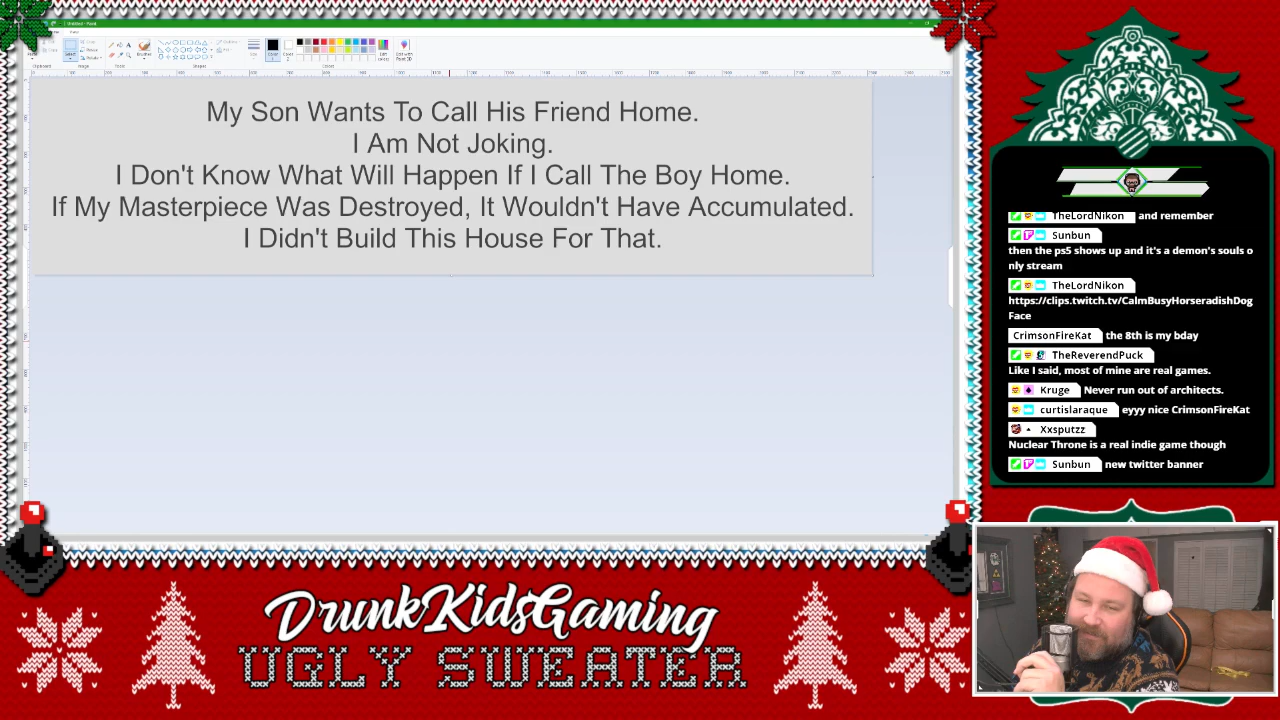 My Son Wants To Call His Friend Home.
I Am Not Joking.
I Don't Know What Will Happen If I Call The Boy Home.
If My Masterpiece Was Destroyed, It Wouldn't Have Accumulated.
I Didn't Build This House For That.
TheLordNikon and remember
Sunbun
then the ps5 shows up and it's a demon's souls o
nly stream
TheLordNikon
https://clips.twitch.tv/CalmBusyHorseradishDog
Face
CrimsonFireKat the 8th is my bday
TheReverendPuck
Like I said, most of mine are real games.
Kruge Never run out of architects.
curtislaraque eyyy nice CrimsonFireKat
Xxsputzz
Nuclear Throne is a real indie game though
Sunbun new twitter banner
DrunkKidsGaming
UGLY SWEATER